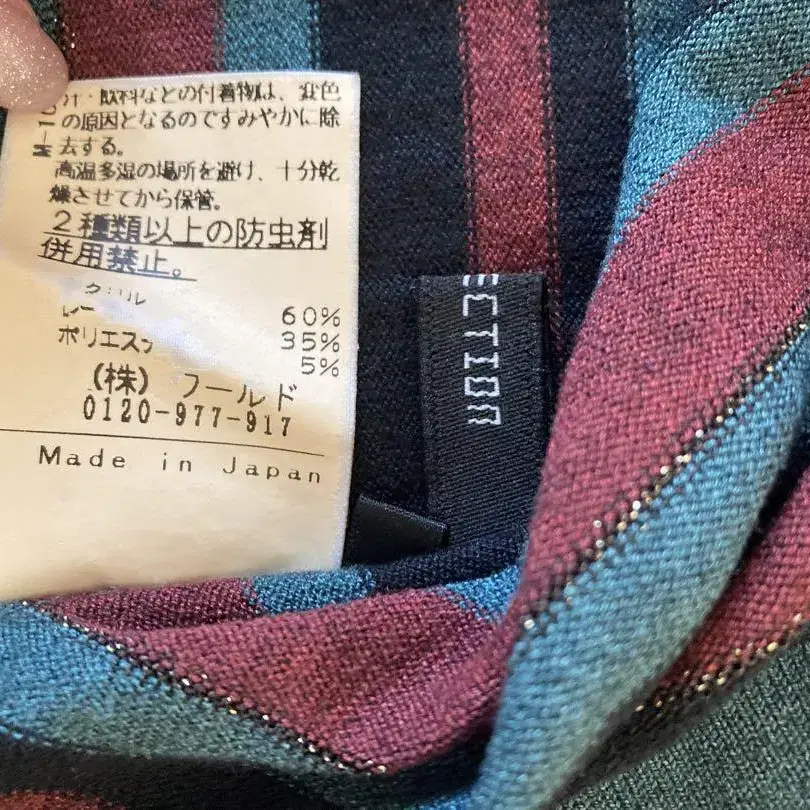 汁・飲料などの付着物は、変色
の原因となるのですみやかに除
去する。
高温多湿の場所を避け、十分乾
燥させてから保管。
2種類以上の防虫剤
併用禁止。
60%
ポリエステ 35%
5%
(株) フールド
0120-977-917
Made in Japan
ECTION